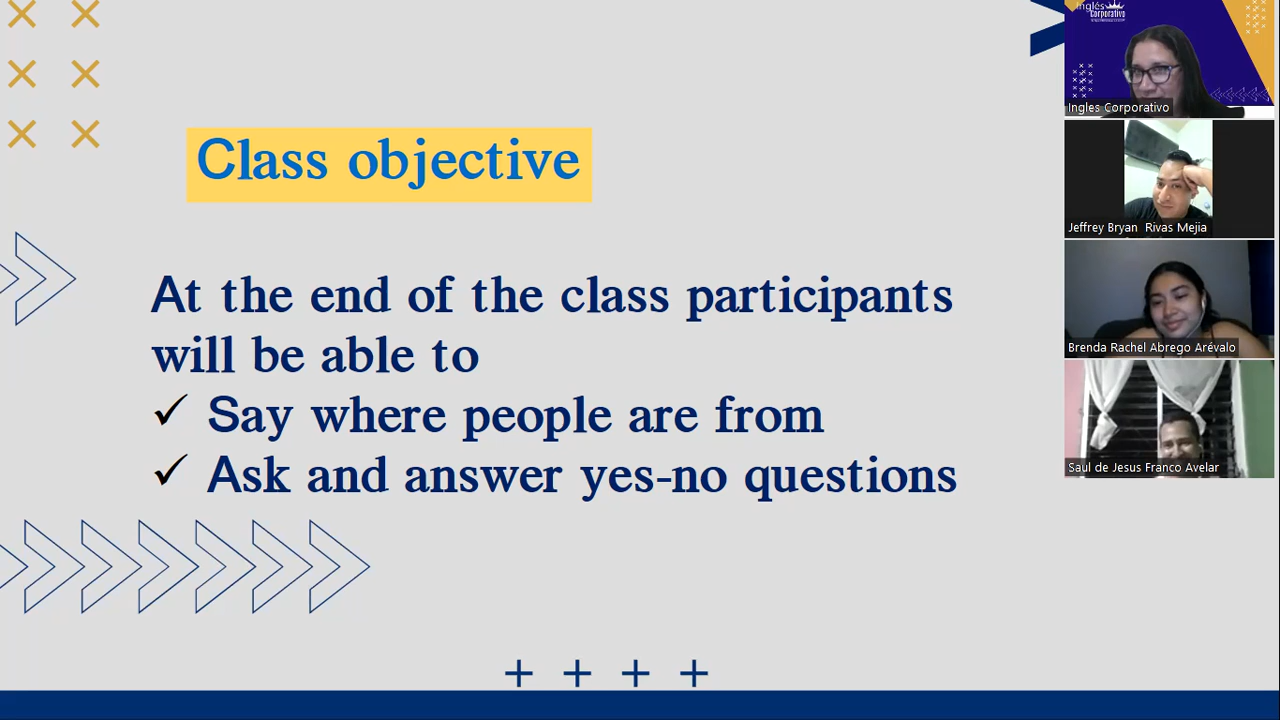 Class objective
At the end of the class participants
will be able to
✓ Say where people are from
✓ Ask and answer yes-no questions
Inglés
Corporativo
Ingles Corporativo
Jeffrey Bryan Rivas Mejia
Brenda Rachel Abrego Arévalo
Saul de Jesus Franco Avelar